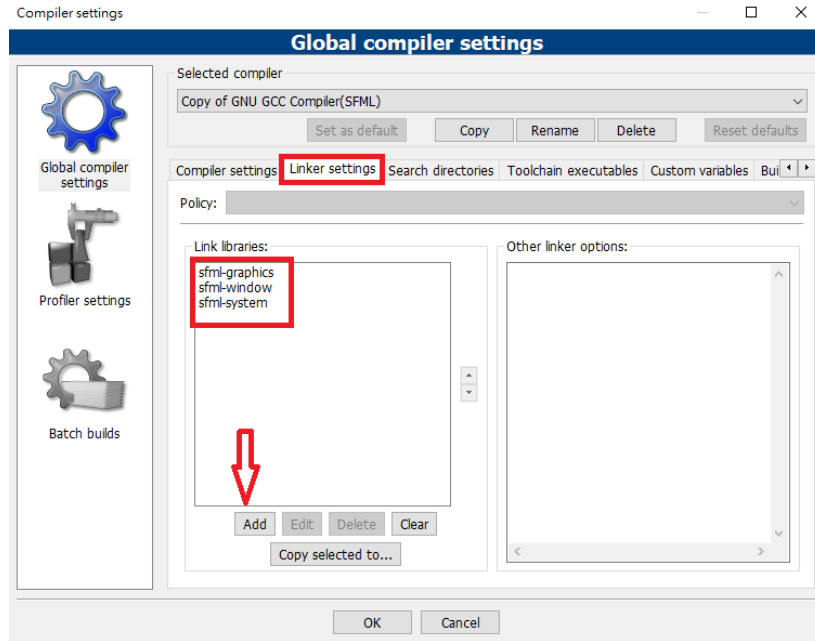 Compiler settings
Global compiler settings
Global compiler
settings
Profiler settings
Batch builds
Selected compiler
Copy of GNU GCC Compiler(SFML)
Set as default Copy Rename Delete Reset defaults
Compiler settings Linker settings Search directories Toolchain executables Custom variables Bui
Policy:
Link libraries:
sfml-graphics
sfml-window
sfml-system
Add Edit Delete Clear
Copy selected to...
Other linker options:
OK Cancel